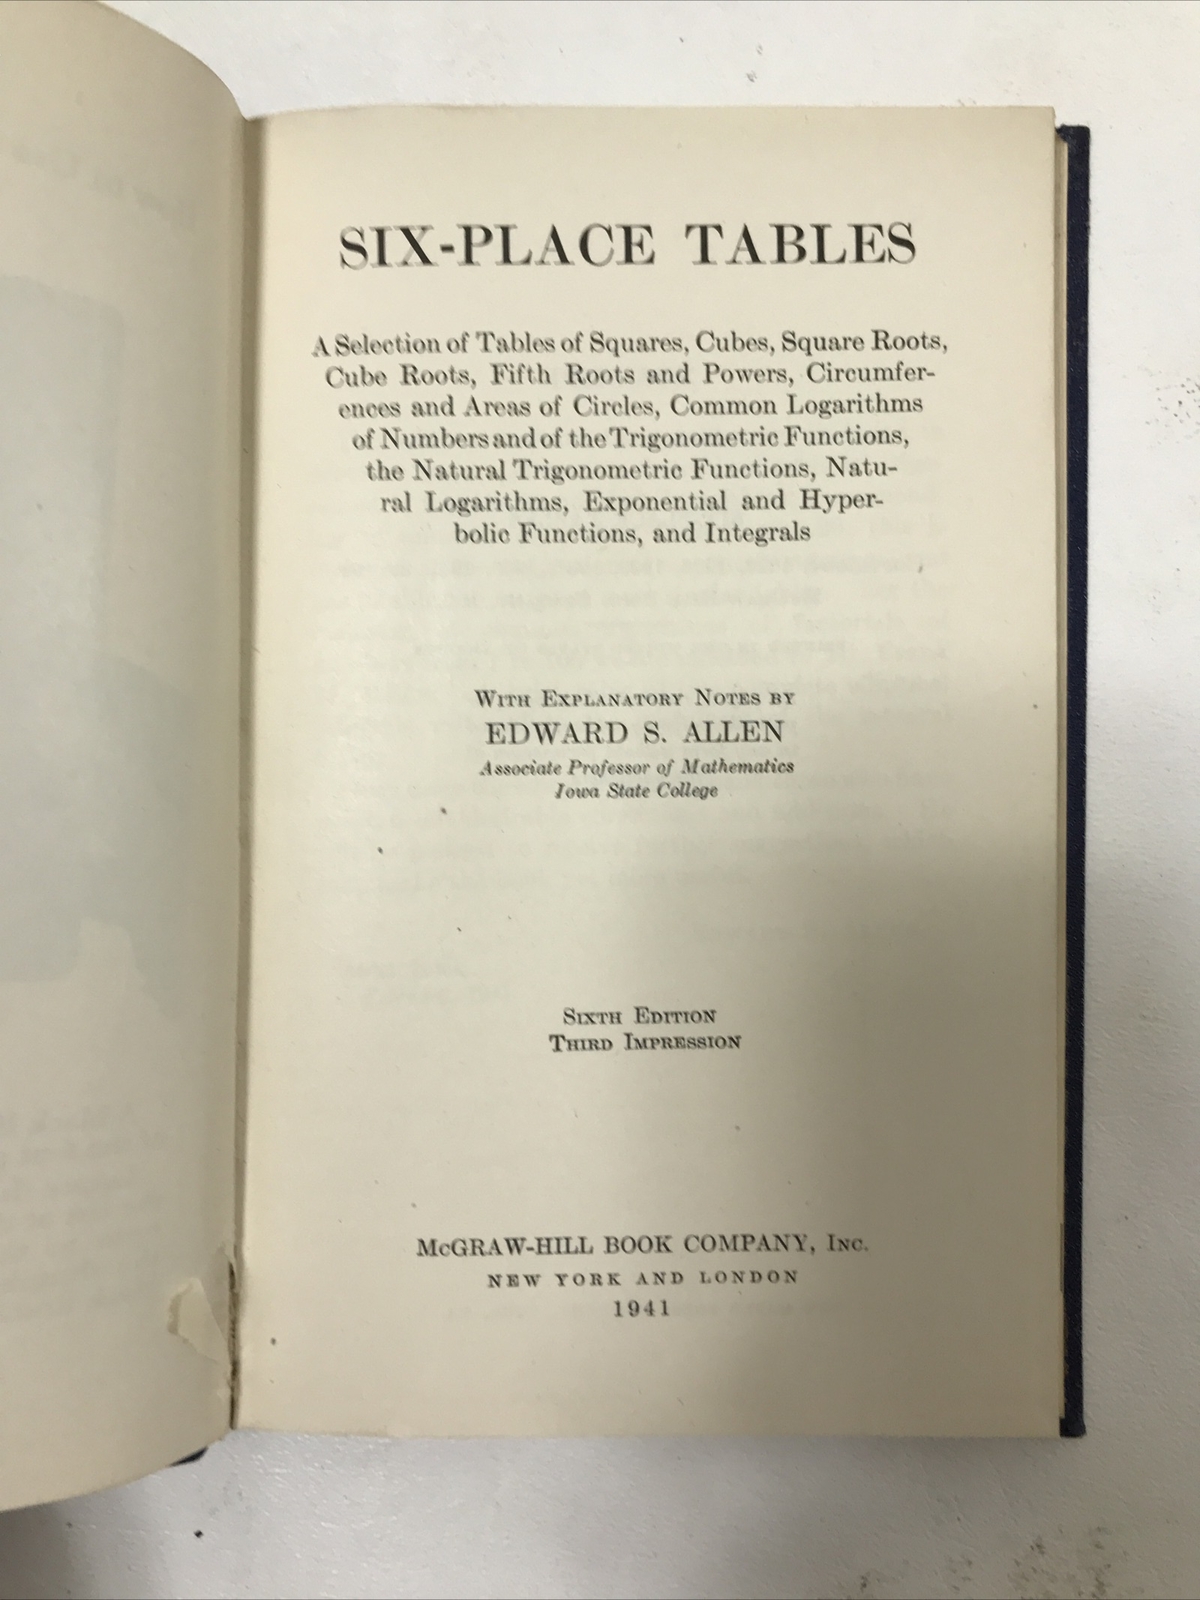 SIX-PLACE TABLES
A Selection of Tables of Squares, Cubes, Square Roots,
Cube Roots, Fifth Roots and Powers, Circumfer-
ences and Areas of Circles, Common Logarithms
of Numbers and of the Trigonometric Functions,
the Natural Trigonometric Functions, Natu-
ral Logarithms, Exponential and Hyper-
bolic Functions, and Integrals
WITH EXPLANATORY NOTES BY
EDWARD S. ALLEN
Associate Professor of Mathematics
Iowa State College
SIXTH EDITION
THIRD IMPRESSION
McGRAW-HILL BOOK COMPANY, INC.
NEW YORK AND LONDON
1941